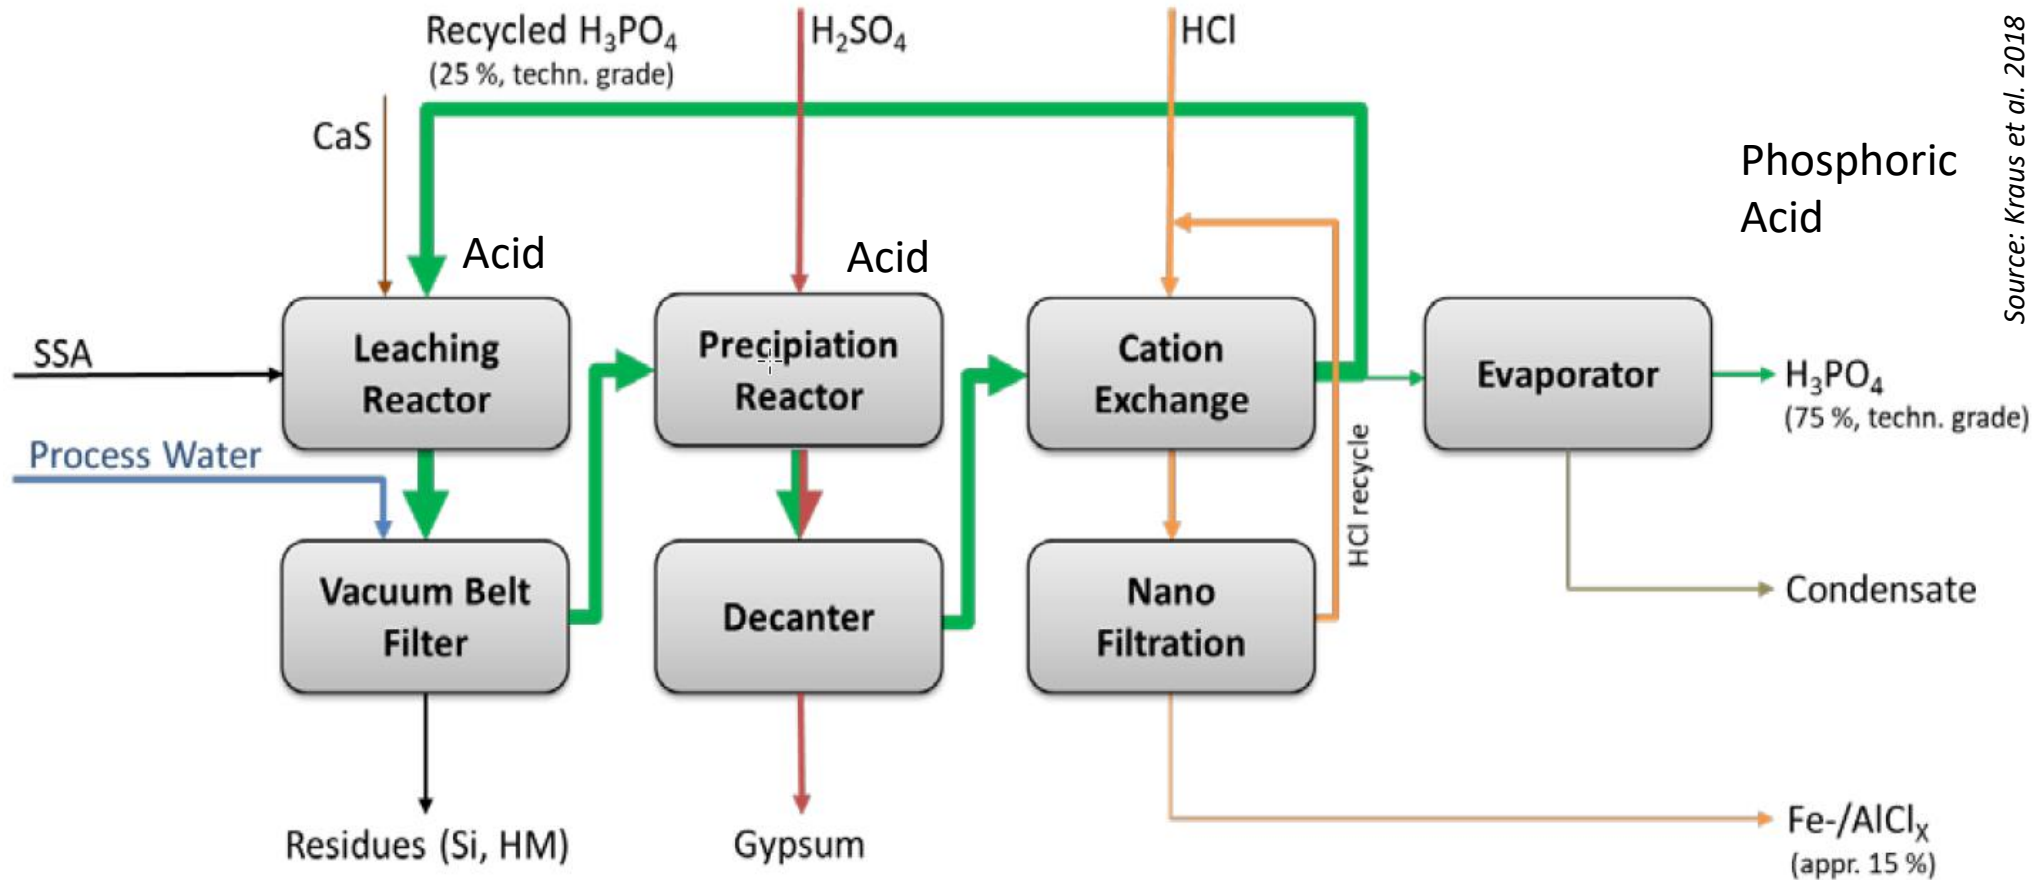 Recycled H₃PO₄
(25 %, techn. grade)
H₂SO₄
HCl
Source: Kraus et al. 2018
CaS
Phosphoric
Acid
Acid
Acid
SSA
Leaching
Reactor
Precipiation
Reactor
Cation
Exchange
Evaporator
H₃PO₄
(75 %, techn. grade)
Process Water
HCl recycle
Vacuum Belt
Filter
Decanter
Nano
Filtration
Condensate
Residues (Si, HM)
Gypsum
Fe-/AlClₓ
(appr. 15 %)